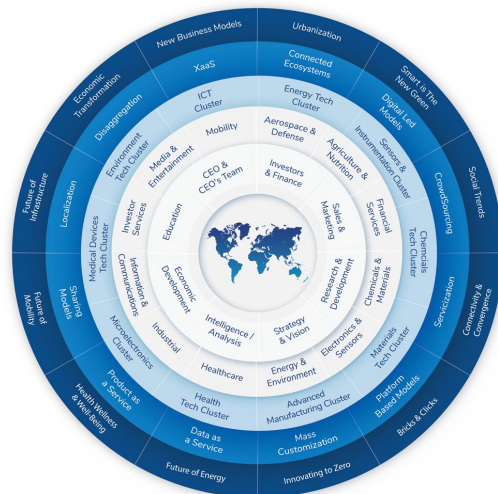 New Business Models
Urbanization
Smart is The
New Green
Social Trends
Connectivity &
Convergence
Bricks & Clicks
Innovating to Zero
Future of Energy
Health Wellness
& Well-Being
Future of
Mobility
Future of
Infrastructure
Economic
Transformation
XaaS
Connected
Ecosystems
Digital Led
Models
CrowdSourcing
Servicization
Platform
Based Models
Mass
Customization
Data as
a Service
Product as
a Service
Sharing
Models
Localization
Disaggregation
ICT
Cluster
Energy Tech
Cluster
Sensors &
Instrumentation Cluster
Chemcials
Tech Cluster
Materials
Tech Cluster
Advanced
Manufacturing Cluster
Health
Tech Cluster
Microelectronics
Cluster
Medical Devices
Tech Cluster
Environment
Tech Cluster
Mobility
Aerospace &
Defense
Agriculture &
Nutrition
Financial
Services
Chemicals &
Materials
Electronics &
Sensors
Energy &
Environment
Healthcare
Industrial
Information &
Communications
Investor
Services
Media &
Entertainment
CEO &
CEO's Team
Investors
& Finance
Sales &
Marketing
Research &
Development
Strategy
& Vision
Intelligence /
Analysis
Economic
Development
Education